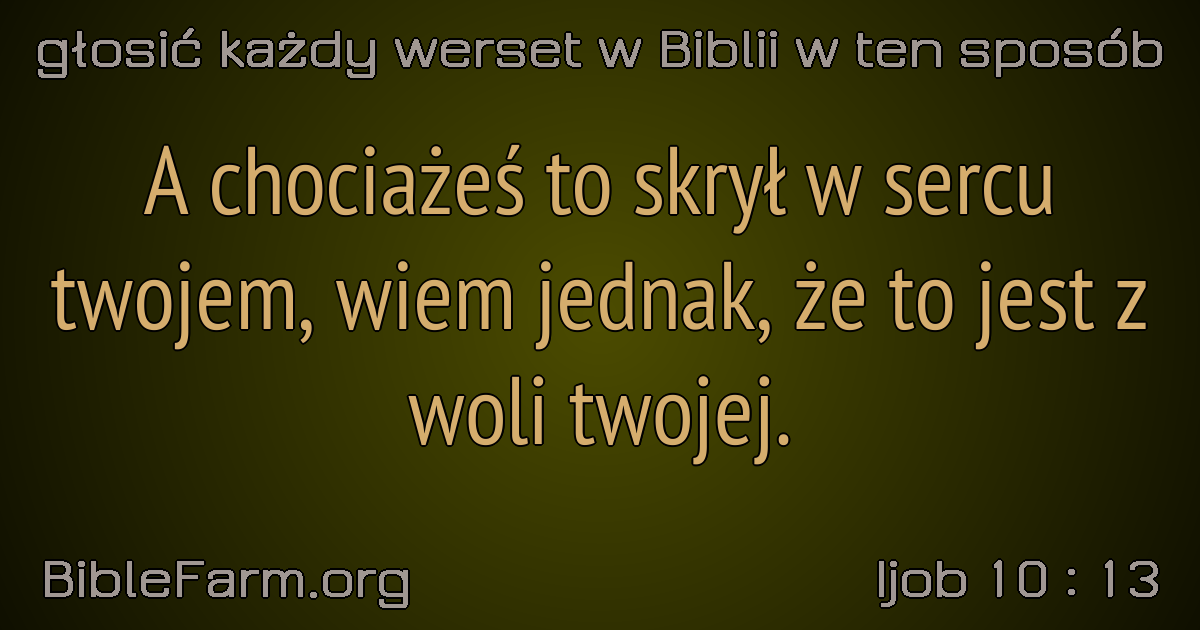 głosić każdy werset w Biblii w ten sposób
A chociażeś to skrył w sercu
twojem, wiem jednak, że to jest z
woli twojej.
BibleFarm.org
Ijob 10 : 13